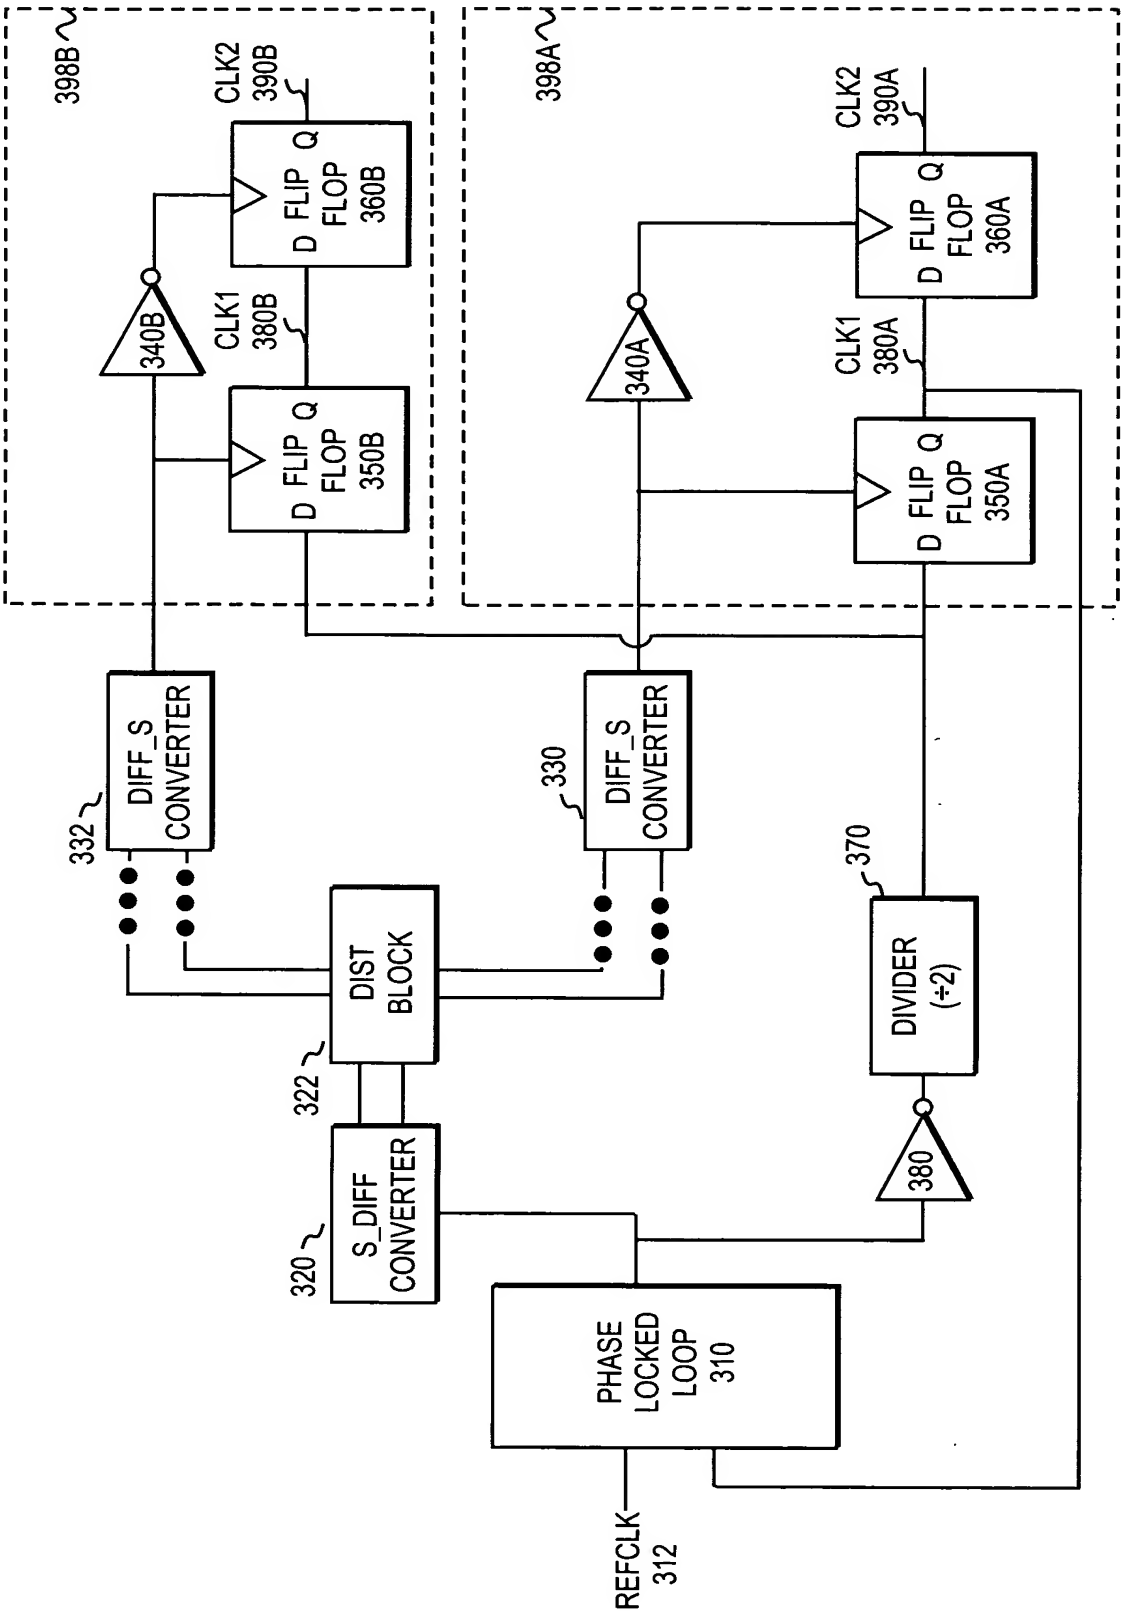 REFCLK
312
PHASE
LOCKED
LOOP
310
320
S_DIFF
CONVERTER
322
DIST
BLOCK
380
370
DIVIDER
(÷2)
332
DIFF_S
CONVERTER
330
DIFF_S
CONVERTER
398B
340B
D FLIP Q
FLOP
350B
CLK1
380B
D FLIP Q
FLOP
360B
CLK2
390B
398A
340A
D FLIP Q
FLOP
350A
CLK1
380A
D FLIP Q
FLOP
360A
CLK2
390A